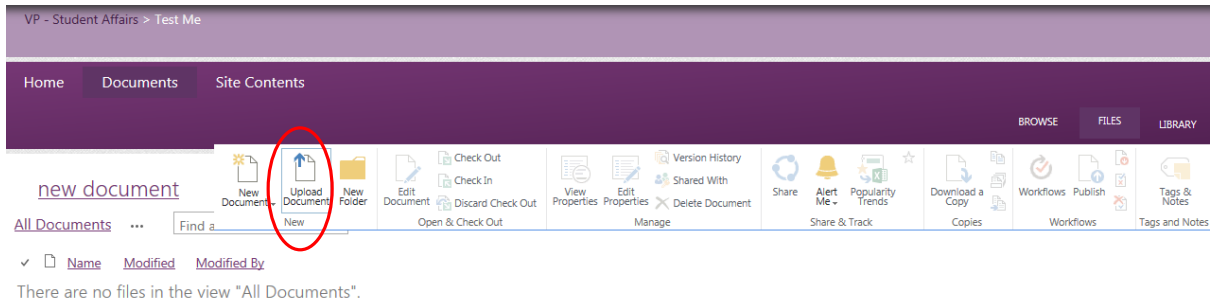 VP - Student Affairs > Test Me
Home Documents Site Contents
BROWSE FILES LIBRARY
new document
All Documents ... Find a
New Document
Upload Document
New Folder
New
Edit Document
Check Out
Check In
Discard Check Out
Open & Check Out
View Properties
Edit Properties
Version History
Shared With
Delete Document
Manage
Share
Alert Me
Popularity Trends
Share & Track
Download a Copy
Copies
Workflows
Publish
Workflows
Tags & Notes
Tags and Notes
Name Modified Modified By
There are no files in the view "All Documents".